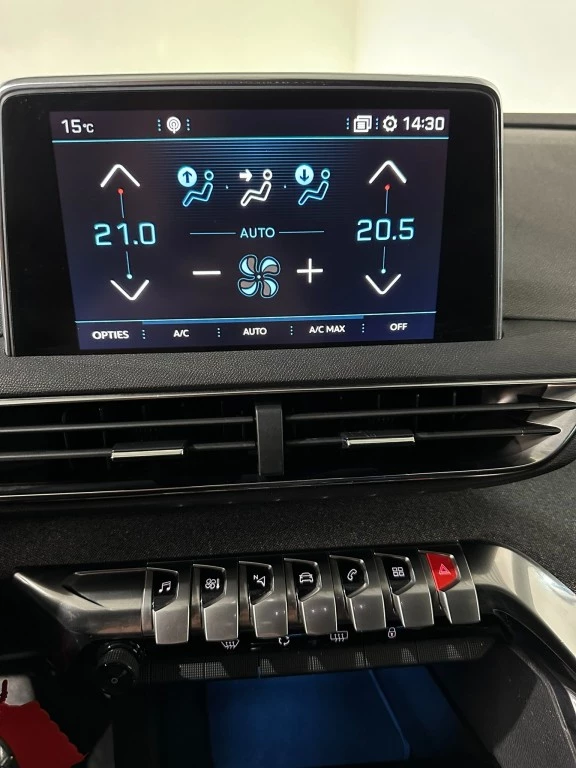 15°C 14:30
21.0 20.5
AUTO
− +
OPTIES A/C AUTO A/C MAX OFF
N